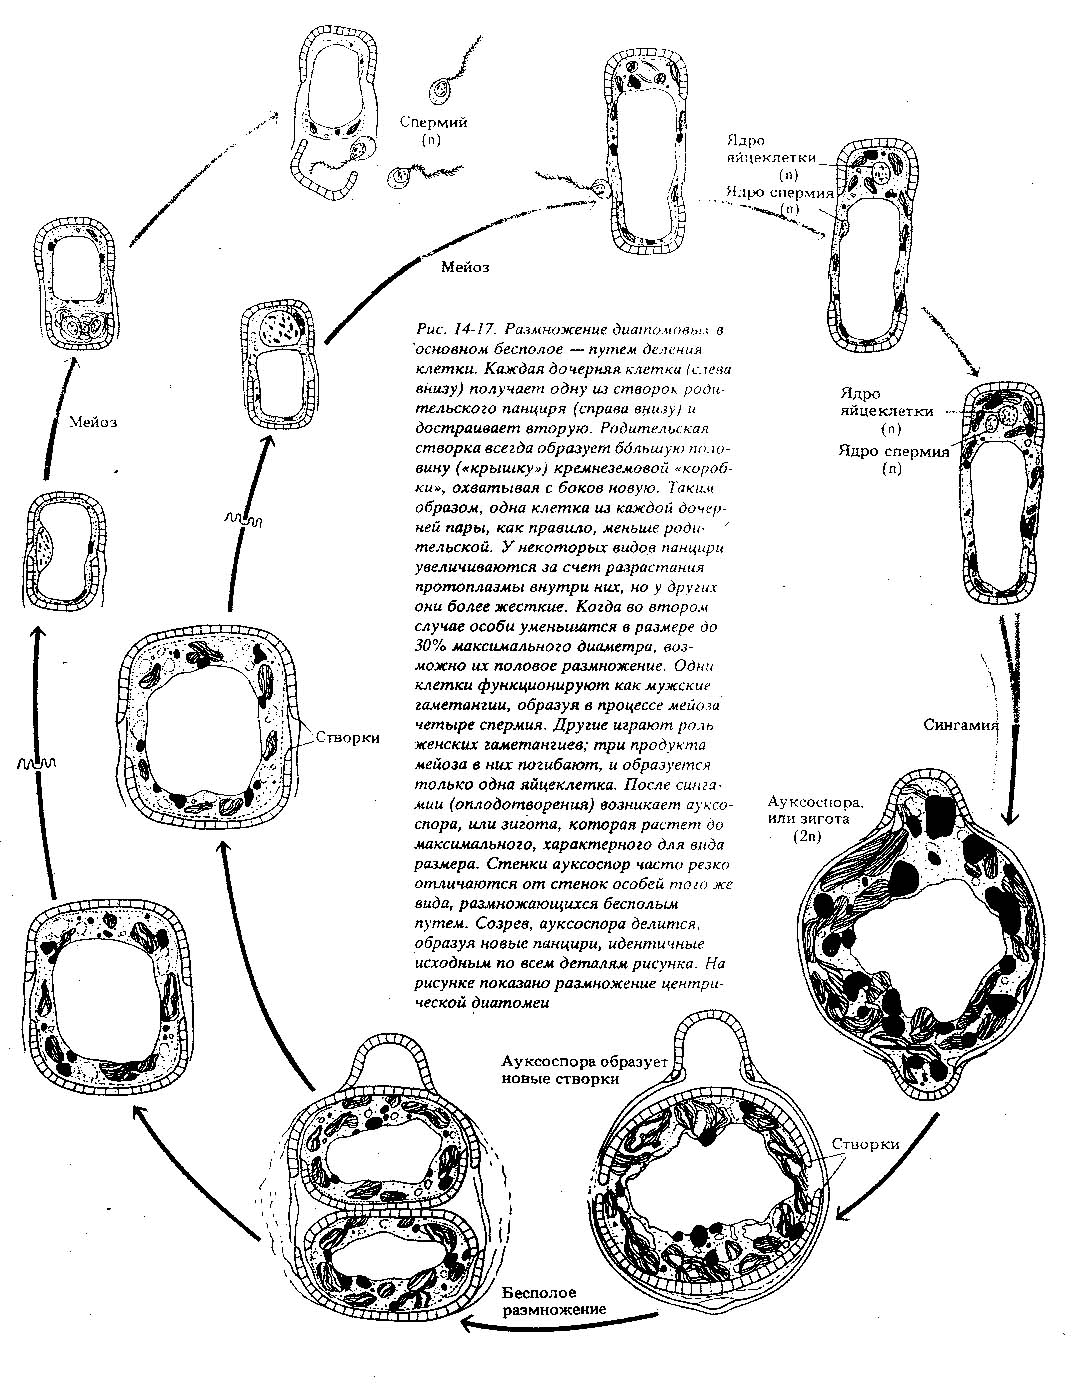 Спермий
(n)
Ядро
яйцеклетки
(n)
Ядро спермия
(n)
Мейоз
Мейоз
Рис. 14-17. Размножение диатомовых в
основном бесполое — путем деления
клетки. Каждая дочерняя клетка (слева
внизу) получает одну из створок роди-
тельского панциря (справа внизу) и
достраивает вторую. Родительская
створка всегда образует бо́льшую поло-
вину («крышку») кремнеземовой «короб-
ки», охватывая с боков новую. Таким
образом, одна клетка из каждой дочер-
ней пары, как правило, меньше роди-
тельской. У некоторых видов панцири
увеличиваются за счет разрастания
протоплазмы внутри них, но у других
они более жесткие. Когда во втором
случае особи уменьшатся в размере до
30% максимального диаметра, воз-
можно их половое размножение. Одни
клетки функционируют как мужские
гаметангии, образуя в процессе мейоза
четыре спермия. Другие играют роль
женских гаметангиев; три продукта
мейоза в них погибают, и образуется
только одна яйцеклетка. После синга-
мии (оплодотворения) возникает ауксо-
спора, или зигота, которая растет до
максимального, характерного для вида
размера. Стенки ауксоспор часто резко
отличаются от стенок особей того же
вида, размножающихся бесполым
путем. Созрев, ауксоспора делится,
образуя новые панцири, идентичные
исходным по всем деталям рисунка. На
рисунке показано размножение центри-
ческой диатомеи
Ядро
яйцеклетки
(n)
Ядро спермия
(n)
Створки
Сингамия
Ауксоспора,
или зигота
(2n)
Ауксоспора образует
новые створки
Створки
Бесполое
размножение